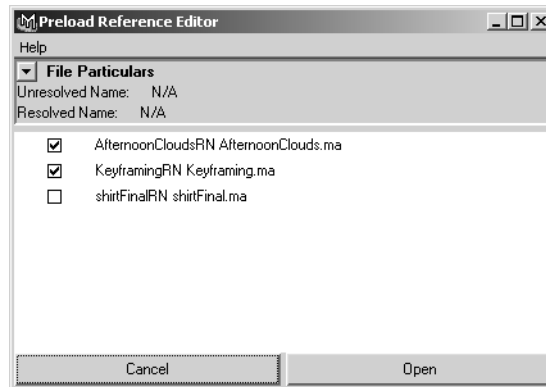 Preload Reference Editor
Help
File Particulars
Unresolved Name: N/A
Resolved Name: N/A
AfternoonCloudsRN AfternoonClouds.ma
KeyframingRN Keyframing.ma
shirtFinalRN shirtFinal.ma
Cancel Open